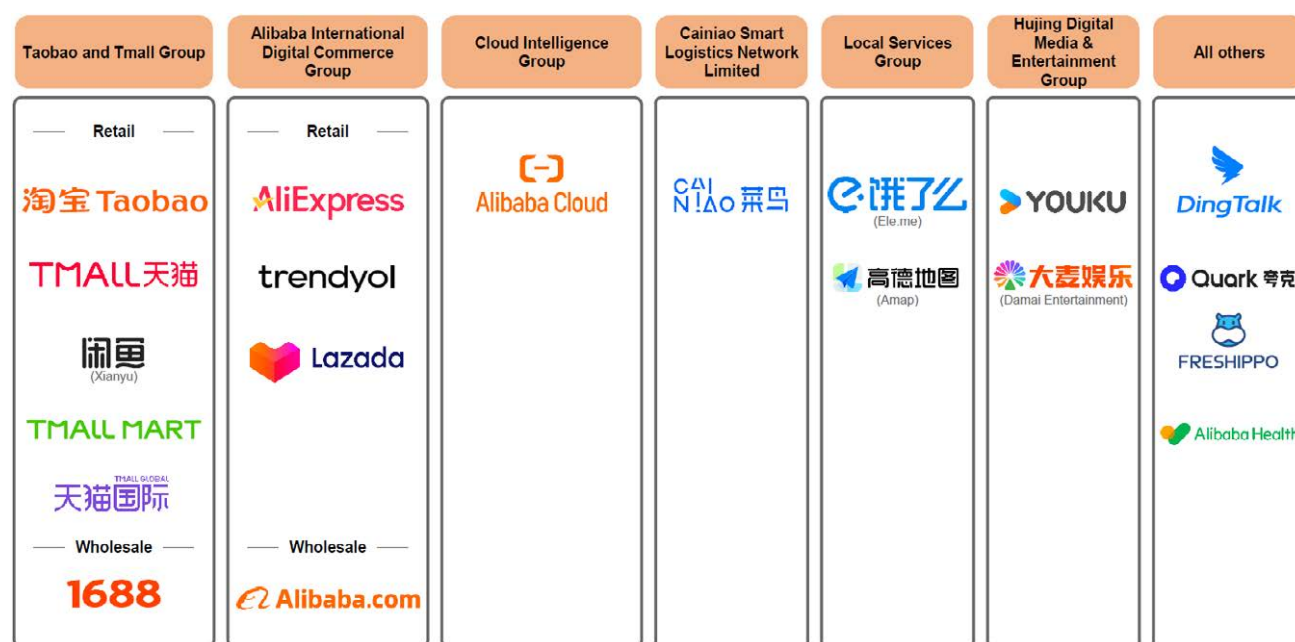 Taobao and Tmall Group
Alibaba International
Digital Commerce
Group
Cloud Intelligence
Group
Cainiao Smart
Logistics Network
Limited
Local Services
Group
Hujing Digital
Media &
Entertainment
Group
All others
Retail
淘宝 Taobao
TMALL天猫
闲鱼
(Xianyu)
TMALL MART
TMALL GLOBAL
天猫国际
Wholesale
1688
Retail
AliExpress
trendyol
Lazada
Wholesale
Alibaba.com
Alibaba Cloud
CAI
NIAO 菜鸟
饿了么
(Ele.me)
高德地图
(Amap)
YOUKU
大麦娱乐
(Damai Entertainment)
DingTalk
Quark 夸克
FRESHIPPO
Alibaba Health